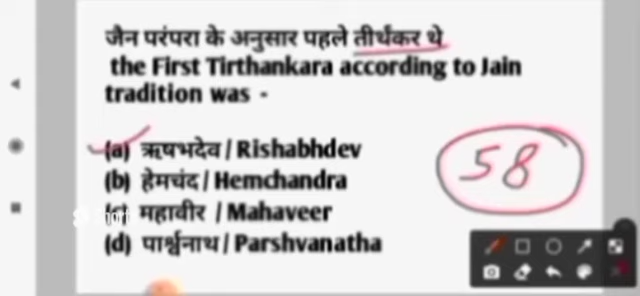 जैन परंपरा के अनुसार पहले तीर्थंकर थे
the First Tirthankara according to Jain
tradition was -
(a) ऋषभदेव / Rishabhdev
(b) हेमचंद / Hemchandra
(c) महावीर / Mahaveer
(d) पार्श्वनाथ / Parshvanatha
58